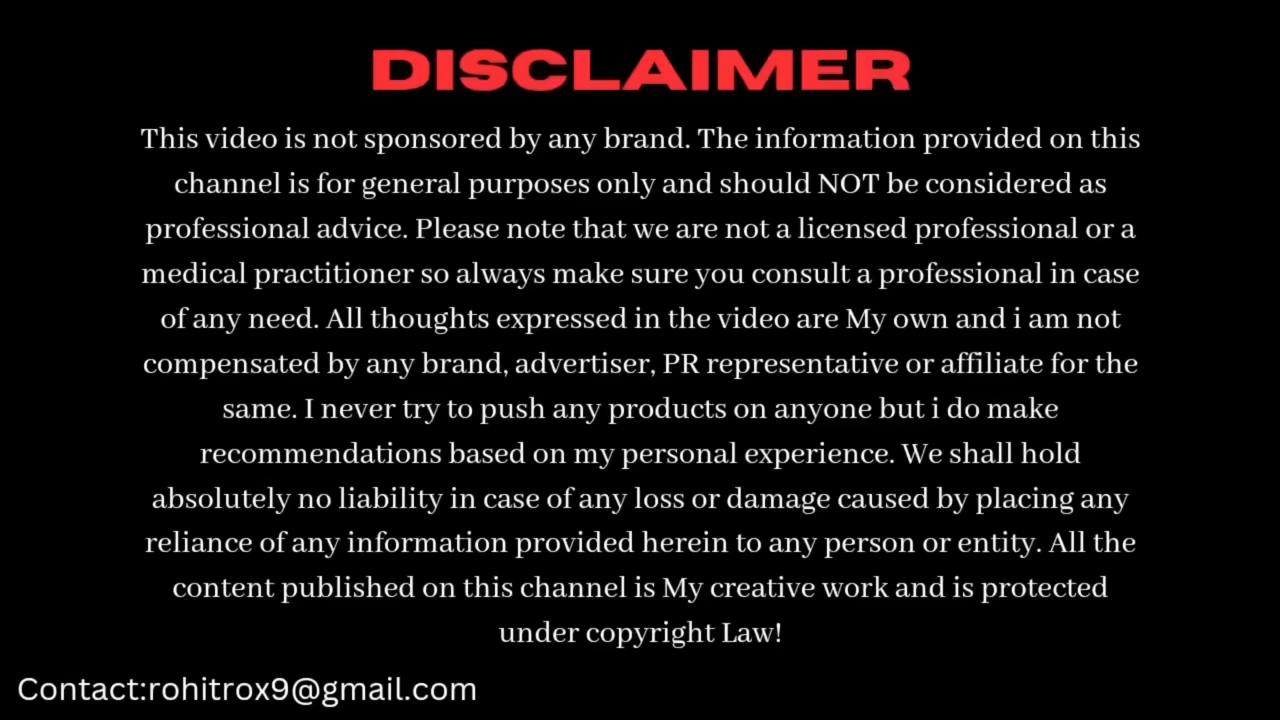 DISCLAIMER
This video is not sponsored by any brand. The information provided on this
channel is for general purposes only and should NOT be considered as
professional advice. Please note that we are not a licensed professional or a
medical practitioner so always make sure you consult a professional in case
of any need. All thoughts expressed in the video are My own and i am not
compensated by any brand, advertiser, PR representative or affiliate for the
same. I never try to push any products on anyone but i do make
recommendations based on my personal experience. We shall hold
absolutely no liability in case of any loss or damage caused by placing any
reliance of any information provided herein to any person or entity. All the
content published on this channel is My creative work and is protected
under copyright Law!
Contact:rohitrox9@gmail.com